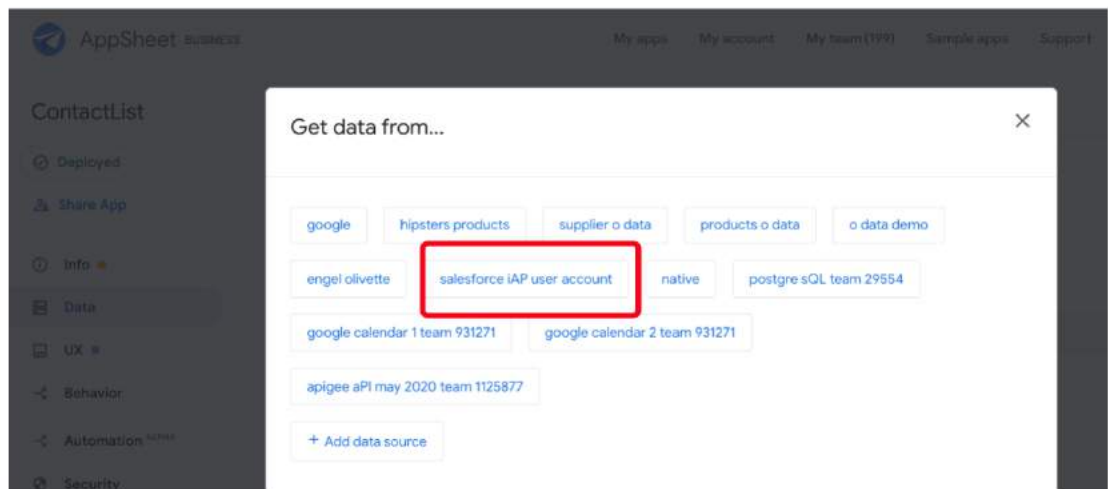 AppSheet BUSINESS
My apps My account My team (199) Sample apps Support
ContactList
Get data from...
Deployed
Share App
google hipsters products supplier o data products o data o data demo
Info
engel olivette salesforce iAP user account native postgre sQL team 29554
Data
google calendar 1 team 931271 google calendar 2 team 931271
UX
apigee aPI may 2020 team 1125877
Behavior
+ Add data source
Automation
Security